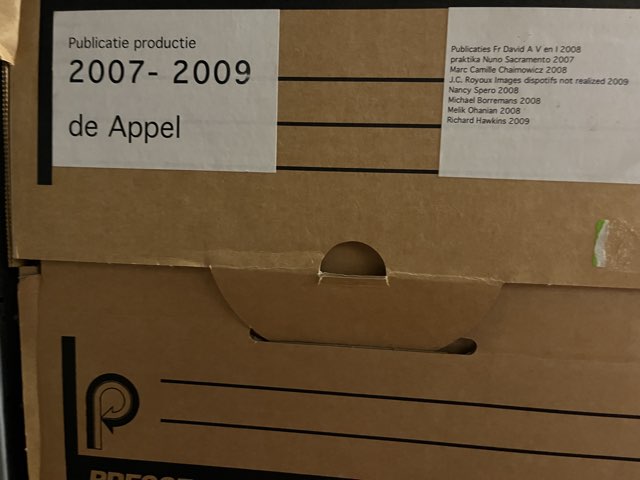 Publicatie productie
2007- 2009
de Appel
Publicaties Fr David A V en I 2008
praktika Nuno Sacramento 2007
Marc Camille Chaimowicz 2008
J.C. Royoux Images dispotifs not realized 2009
Nancy Spero 2008
Michael Borremans 2008
Melik Ohanian 2008
Richard Hawkins 2009